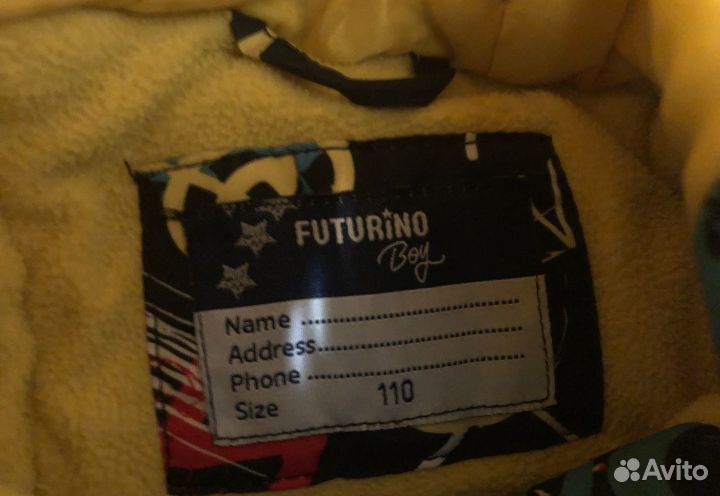 FUTURiNO
Boy
Name
Address
Phone
Size 110
Avito